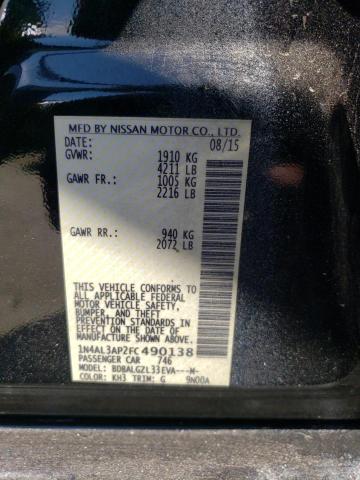 MFD BY NISSAN MOTOR CO., LTD.
DATE: 08/15
GVWR: 1910 KG
4211 LB
GAWR FR.: 1005 KG
2216 LB
GAWR RR.: 940 KG
2072 LB
THIS VEHICLE CONFORMS TO
ALL APPLICABLE FEDERAL
MOTOR VEHICLE SAFETY,
BUMPER, AND THEFT
PREVENTION STANDARDS IN
EFFECT ON THE DATE OF
MANUFACTURE SHOWN ABOVE.
1N4AL3AP2FC490138
PASSENGER CAR 746
MODEL: BDBALGZL33EVA---M-
COLOR: KH3 TRIM: G 9N00A